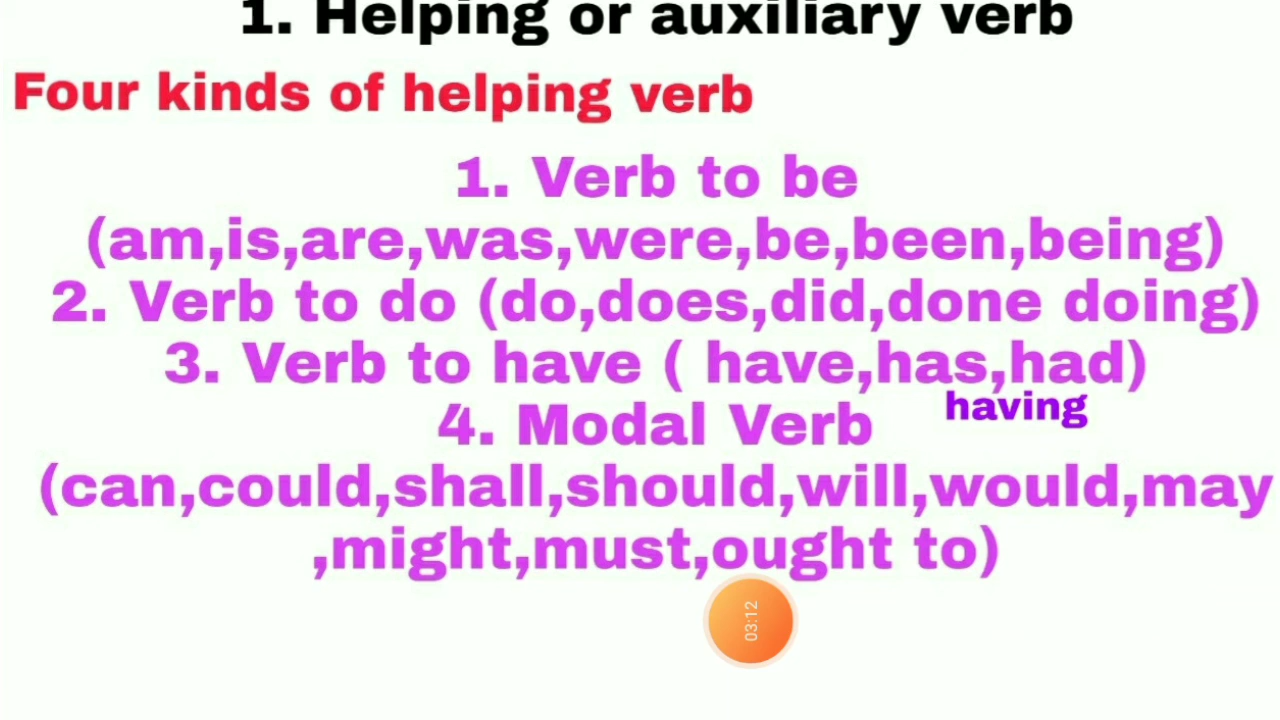 1. Helping or auxiliary verb
Four kinds of helping verb
1. Verb to be
(am,is,are,was,were,be,been,being)
2. Verb to do (do,does,did,done doing)
3. Verb to have ( have,has,had)
having
4. Modal Verb
(can,could,shall,should,will,would,may
,might,must,ought to)
03:12